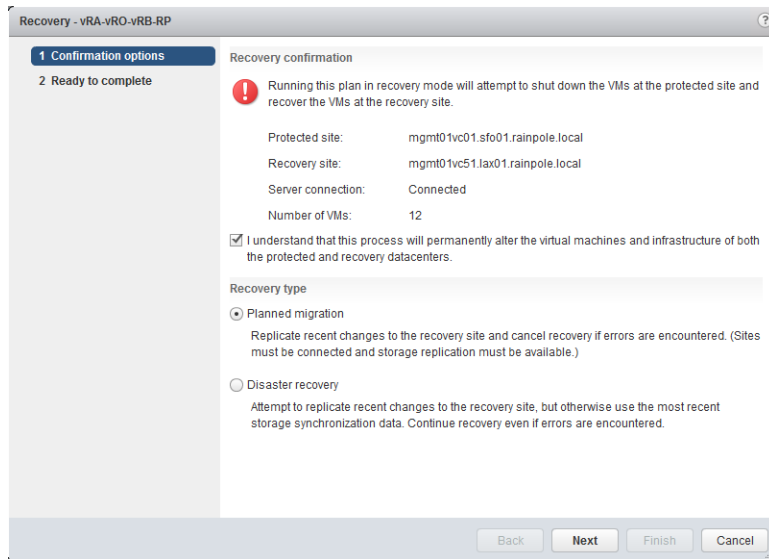 Recovery - vRA-vRO-vRB-RP
?
1 Confirmation options
2 Ready to complete
Recovery confirmation
Running this plan in recovery mode will attempt to shut down the VMs at the protected site and
recover the VMs at the recovery site.
Protected site: mgmt01vc01.sfo01.rainpole.local
Recovery site: mgmt01vc51.lax01.rainpole.local
Server connection: Connected
Number of VMs: 12
I understand that this process will permanently alter the virtual machines and infrastructure of both
the protected and recovery datacenters.
Recovery type
Planned migration
Replicate recent changes to the recovery site and cancel recovery if errors are encountered. (Sites
must be connected and storage replication must be available.)
Disaster recovery
Attempt to replicate recent changes to the recovery site, but otherwise use the most recent
storage synchronization data. Continue recovery even if errors are encountered.
Back Next Finish Cancel